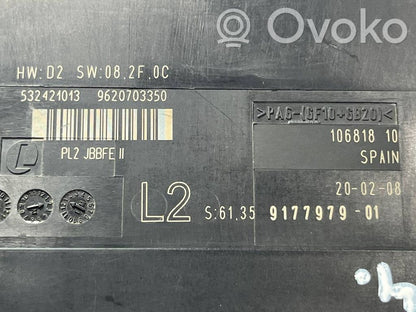 Ovoko
HW:D2 SW:08.2F.0C
532421013 9620703350
>PA6-(GF10+GB20)<
106818 10
PL2 JBBFE II
SPAIN
20-02-08
L2 S:61.35 9177979-01